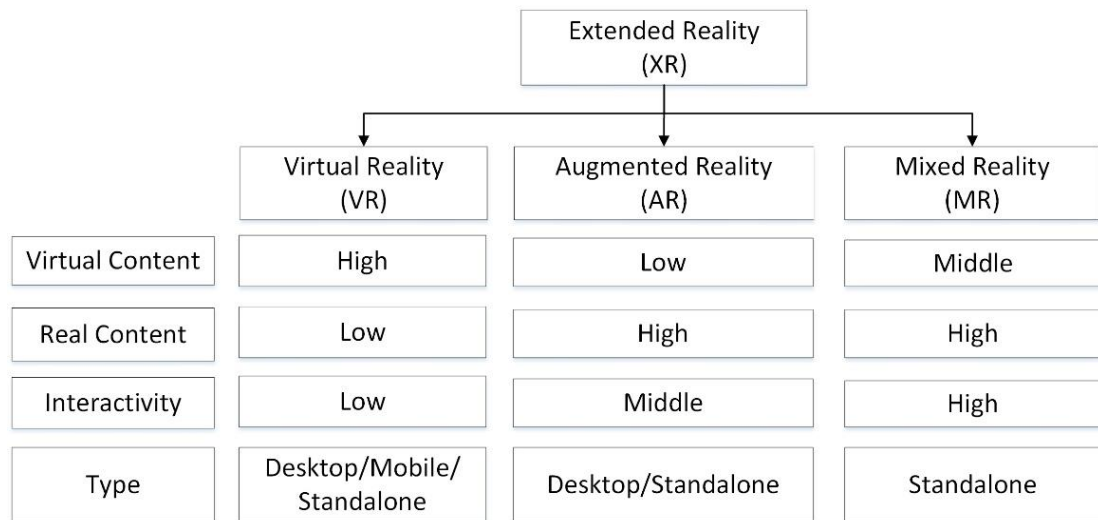 Extended Reality
(XR)
Virtual Reality
(VR)
Augmented Reality
(AR)
Mixed Reality
(MR)
Virtual Content
High
Low
Middle
Real Content
Low
High
High
Interactivity
Low
Middle
High
Type
Desktop/Mobile/
Standalone
Desktop/Standalone
Standalone